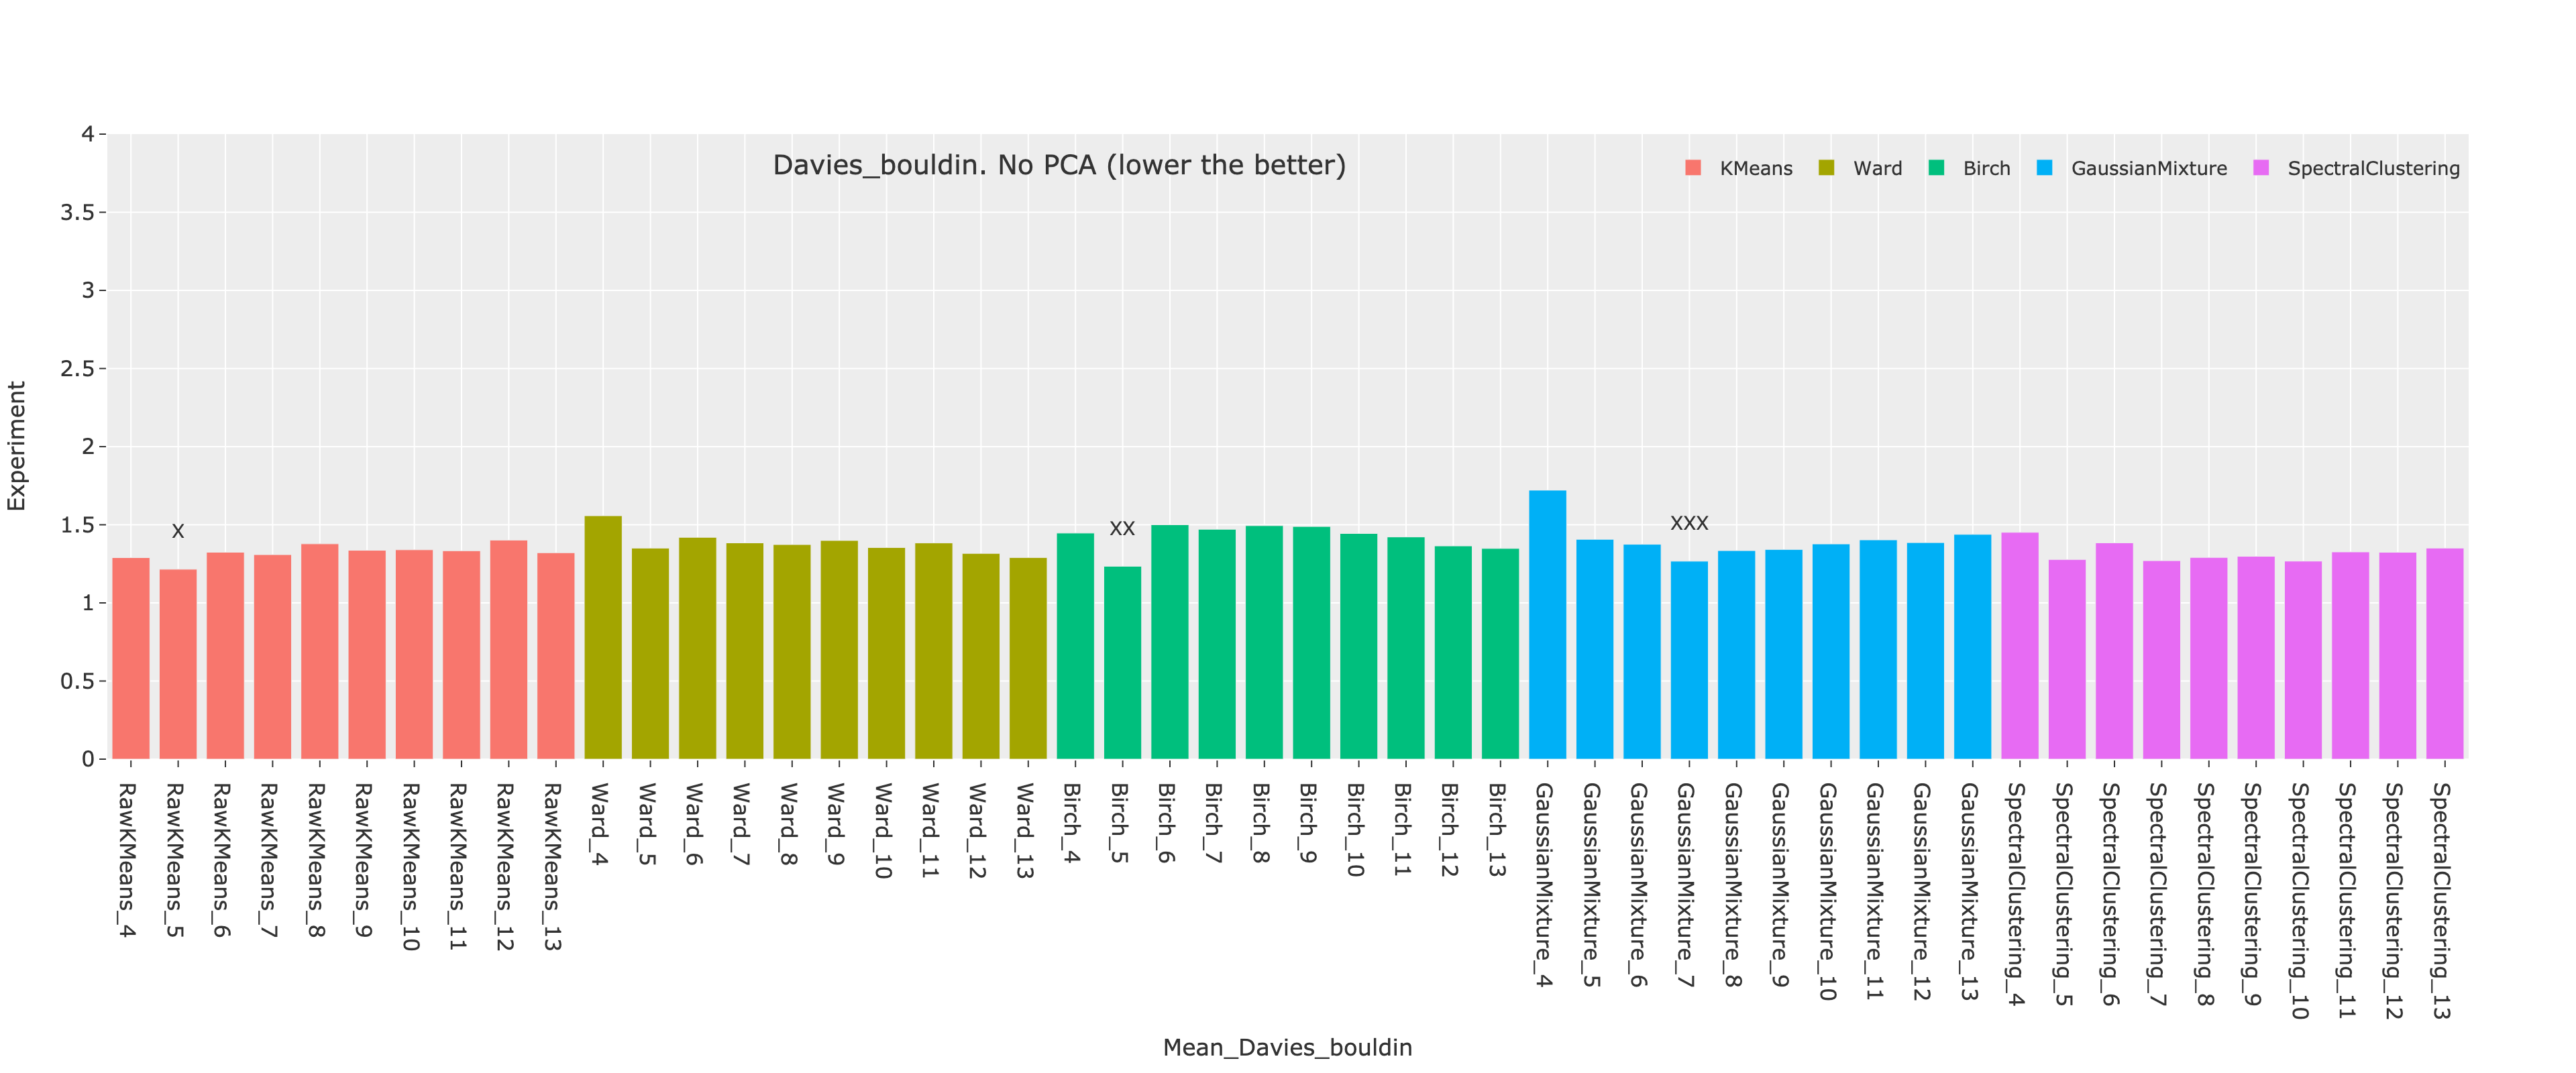 Davies_bouldin. No PCA (lower the better)
KMeans
Ward
Birch
GaussianMixture
SpectralClustering
4
3.5
3
2.5
2
1.5
1
0.5
0
Experiment
X
XX
XXX
RawKMeans_4
RawKMeans_5
RawKMeans_6
RawKMeans_7
RawKMeans_8
RawKMeans_9
RawKMeans_10
RawKMeans_11
RawKMeans_12
RawKMeans_13
Ward_4
Ward_5
Ward_6
Ward_7
Ward_8
Ward_9
Ward_10
Ward_11
Ward_12
Ward_13
Birch_4
Birch_5
Birch_6
Birch_7
Birch_8
Birch_9
Birch_10
Birch_11
Birch_12
Birch_13
GaussianMixture_4
GaussianMixture_5
GaussianMixture_6
GaussianMixture_7
GaussianMixture_8
GaussianMixture_9
GaussianMixture_10
GaussianMixture_11
GaussianMixture_12
GaussianMixture_13
SpectralClustering_4
SpectralClustering_5
SpectralClustering_6
SpectralClustering_7
SpectralClustering_8
SpectralClustering_9
SpectralClustering_10
SpectralClustering_11
SpectralClustering_12
SpectralClustering_13
Mean_Davies_bouldin